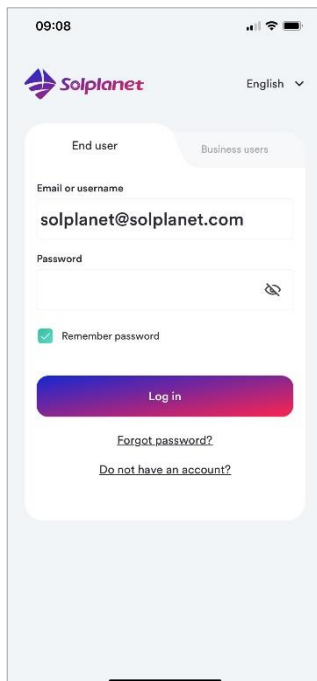 09:08
Solplanet
English
End user
Business users
Email or username
solplanet@solplanet.com
Password
Remember password
Log in
Forgot password?
Do not have an account?